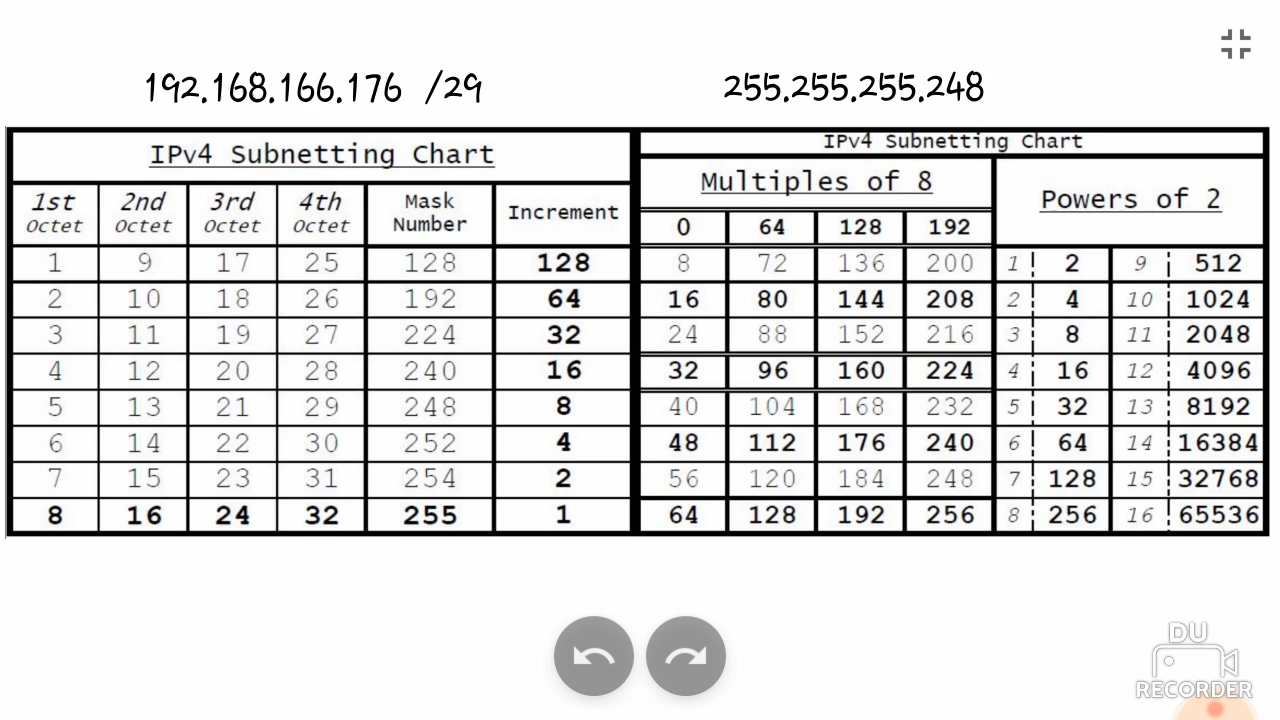 192.168.166.176 /29
255.255.255.248
IPv4 Subnetting Chart
1st Octet 2nd Octet 3rd Octet 4th Octet Mask Number Increment
1 9 17 25 128 128
2 10 18 26 192 64
3 11 19 27 224 32
4 12 20 28 240 16
5 13 21 29 248 8
6 14 22 30 252 4
7 15 23 31 254 2
8 16 24 32 255 1
IPv4 Subnetting Chart
Multiples of 8
0 64 128 192
8 72 136 200
16 80 144 208
24 88 152 216
32 96 160 224
40 104 168 232
48 112 176 240
56 120 184 248
64 128 192 256
Powers of 2
1 2 9 512
2 4 10 1024
3 8 11 2048
4 16 12 4096
5 32 13 8192
6 64 14 16384
7 128 15 32768
8 256 16 65536
DU
RECORDER